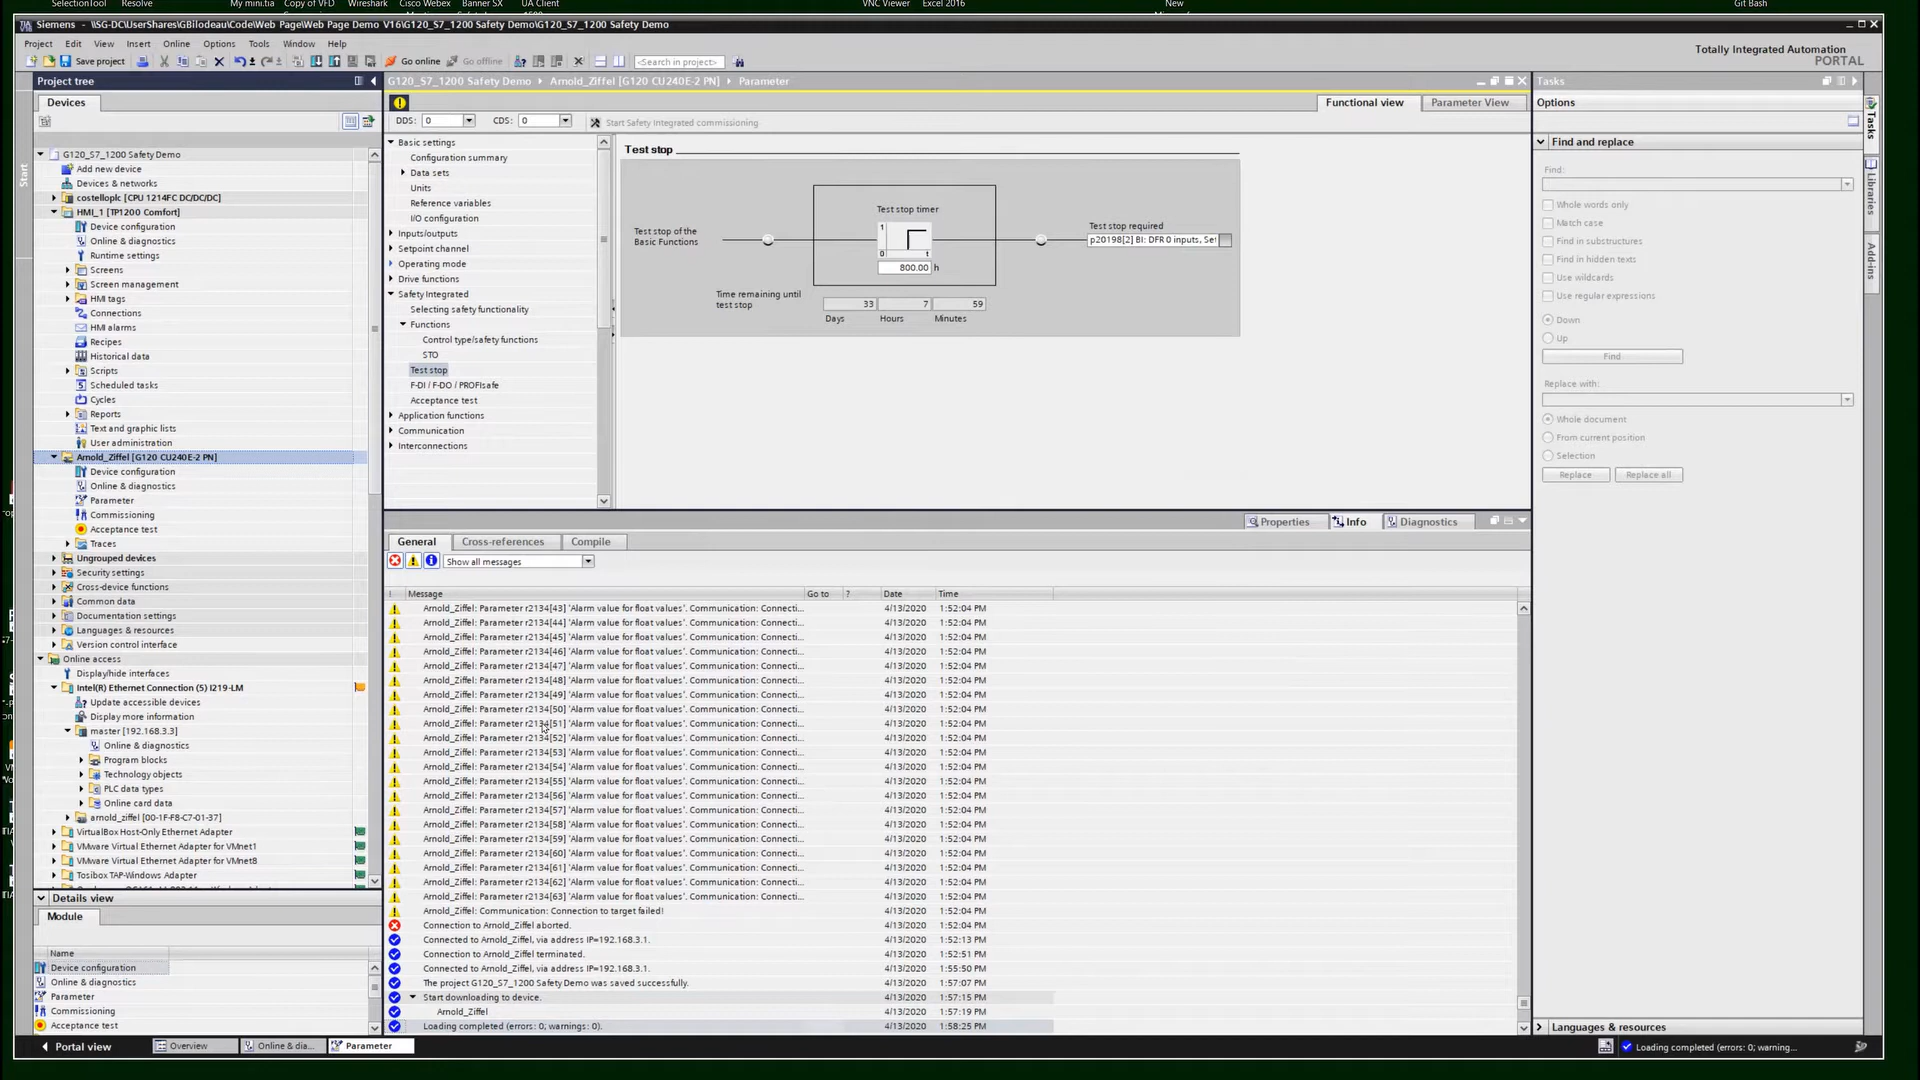 SelectionTool
Resolve
My mini.tia
Copy of VFD
Wireshark
Cisco Webex
Banner SX
UA Client
VNC Viewer
Excel 2016
New
Git Bash
Siemens - \\SG-DC\UserShares\GBilodeau\Code\Web Page\Web Page Demo V16\G120_S7_1200 Safety Demo\G120_S7_1200 Safety Demo
Project Edit View Insert Online Options Tools Window Help
Totally Integrated Automation
PORTAL
Save project
Go online
Go offline
<Search in project>
Project tree
Devices
Start
G120_S7_1200 Safety Demo
Add new device
Devices & networks
costelloplc [CPU 1214FC DC/DC/DC]
HMI_1 [TP1200 Comfort]
Device configuration
Online & diagnostics
Runtime settings
Screens
Screen management
HMI tags
Connections
HMI alarms
Recipes
Historical data
Scripts
Scheduled tasks
Cycles
Reports
Text and graphic lists
User administration
Arnold_Ziffel [G120 CU240E-2 PN]
Device configuration
Online & diagnostics
Parameter
Commissioning
Acceptance test
Traces
Ungrouped devices
Security settings
Cross-device functions
Common data
Documentation settings
Languages & resources
Version control interface
Online access
Display/hide interfaces
Intel(R) Ethernet Connection (5) I219-LM
Update accessible devices
Display more information
master [192.168.3.3]
Online & diagnostics
Program blocks
Technology objects
PLC data types
Online card data
arnold_ziffel [00-1F-F8-C7-01-37]
VirtualBox Host-Only Ethernet Adapter
VMware Virtual Ethernet Adapter for VMnet1
VMware Virtual Ethernet Adapter for VMnet8
Tosibox TAP-Windows Adapter
Details view
Module
Name
Device configuration
Online & diagnostics
Parameter
Commissioning
Acceptance test
G120_S7_1200 Safety Demo Arnold_Ziffel [G120 CU240E-2 PN] Parameter
Functional view
Parameter View
DDS: 0 CDS: 0 Start Safety Integrated commissioning
Basic settings
Configuration summary
Data sets
Units
Reference variables
I/O configuration
Inputs/outputs
Setpoint channel
Operating mode
Drive functions
Safety Integrated
Selecting safety functionality
Functions
Control type/safety functions
STO
Test stop
F-DI / F-DO / PROFIsafe
Acceptance test
Application functions
Communication
Interconnections
Test stop
Test stop of the
Basic Functions
Test stop timer
1
0 t
800.00 h
Test stop required
p20198[2] BI: DFR 0 inputs, Set
Time remaining until
test stop
33 7 59
Days Hours Minutes
Properties
Info
Diagnostics
General
Cross-references
Compile
Show all messages
! Message Go to ? Date Time
Arnold_Ziffel: Parameter r2134[43] 'Alarm value for float values'. Communication: Connecti... 4/13/2020 1:52:04 PM
Arnold_Ziffel: Parameter r2134[44] 'Alarm value for float values'. Communication: Connecti... 4/13/2020 1:52:04 PM
Arnold_Ziffel: Parameter r2134[45] 'Alarm value for float values'. Communication: Connecti... 4/13/2020 1:52:04 PM
Arnold_Ziffel: Parameter r2134[46] 'Alarm value for float values'. Communication: Connecti... 4/13/2020 1:52:04 PM
Arnold_Ziffel: Parameter r2134[47] 'Alarm value for float values'. Communication: Connecti... 4/13/2020 1:52:04 PM
Arnold_Ziffel: Parameter r2134[48] 'Alarm value for float values'. Communication: Connecti... 4/13/2020 1:52:04 PM
Arnold_Ziffel: Parameter r2134[49] 'Alarm value for float values'. Communication: Connecti... 4/13/2020 1:52:04 PM
Arnold_Ziffel: Parameter r2134[50] 'Alarm value for float values'. Communication: Connecti... 4/13/2020 1:52:04 PM
Arnold_Ziffel: Parameter r2134[51] 'Alarm value for float values'. Communication: Connecti... 4/13/2020 1:52:04 PM
Arnold_Ziffel: Parameter r2134[52] 'Alarm value for float values'. Communication: Connecti... 4/13/2020 1:52:04 PM
Arnold_Ziffel: Parameter r2134[53] 'Alarm value for float values'. Communication: Connecti... 4/13/2020 1:52:04 PM
Arnold_Ziffel: Parameter r2134[54] 'Alarm value for float values'. Communication: Connecti... 4/13/2020 1:52:04 PM
Arnold_Ziffel: Parameter r2134[55] 'Alarm value for float values'. Communication: Connecti... 4/13/2020 1:52:04 PM
Arnold_Ziffel: Parameter r2134[56] 'Alarm value for float values'. Communication: Connecti... 4/13/2020 1:52:04 PM
Arnold_Ziffel: Parameter r2134[57] 'Alarm value for float values'. Communication: Connecti... 4/13/2020 1:52:04 PM
Arnold_Ziffel: Parameter r2134[58] 'Alarm value for float values'. Communication: Connecti... 4/13/2020 1:52:04 PM
Arnold_Ziffel: Parameter r2134[59] 'Alarm value for float values'. Communication: Connecti... 4/13/2020 1:52:04 PM
Arnold_Ziffel: Parameter r2134[60] 'Alarm value for float values'. Communication: Connecti... 4/13/2020 1:52:04 PM
Arnold_Ziffel: Parameter r2134[61] 'Alarm value for float values'. Communication: Connecti... 4/13/2020 1:52:04 PM
Arnold_Ziffel: Parameter r2134[62] 'Alarm value for float values'. Communication: Connecti... 4/13/2020 1:52:04 PM
Arnold_Ziffel: Parameter r2134[63] 'Alarm value for float values'. Communication: Connecti... 4/13/2020 1:52:04 PM
Arnold_Ziffel: Communication: Connection to target failed! 4/13/2020 1:52:04 PM
Connection to Arnold_Ziffel aborted. 4/13/2020 1:52:04 PM
Connected to Arnold_Ziffel, via address IP=192.168.3.1. 4/13/2020 1:52:13 PM
Connection to Arnold_Ziffel terminated. 4/13/2020 1:52:51 PM
Connected to Arnold_Ziffel, via address IP=192.168.3.1. 4/13/2020 1:55:50 PM
The project G120_S7_1200 Safety Demo was saved successfully. 4/13/2020 1:57:07 PM
Start downloading to device. 4/13/2020 1:57:15 PM
Arnold_Ziffel 4/13/2020 1:57:19 PM
Loading completed (errors: 0; warnings: 0). 4/13/2020 1:58:25 PM
Tasks
Options
Find and replace
Find:
Whole words only
Match case
Find in substructures
Find in hidden texts
Use wildcards
Use regular expressions
Down
Up
Find
Replace with:
Whole document
From current position
Selection
Replace
Replace all
Languages & resources
Tasks
Libraries
Add-ins
Portal view
Overview
Online & dia...
Parameter
Loading completed (errors: 0; warning...